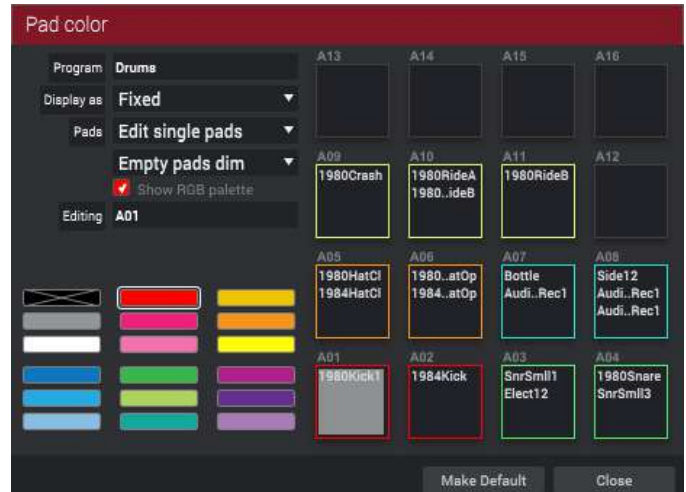 Pad color
Program Drums
Display as Fixed
Pads Edit single pads
Empty pads dim
Show RGB palette
Editing A01
A13 A14 A15 A16
A09 A10 A11 A12
1980Crash 1980RideA 1980RideB
1980..ideB
A05 A06 A07 A08
1980HatCl 1980..atOp Bottle Side12
1984HatCl 1984..atOp Audi..Rec1 Audi..Rec1
Audi..Rec1
A01 A02 A03 A04
1980Kick1 1984Kick SnrSmll1 1980Snare
Elect12 SnrSmll3
Make Default Close